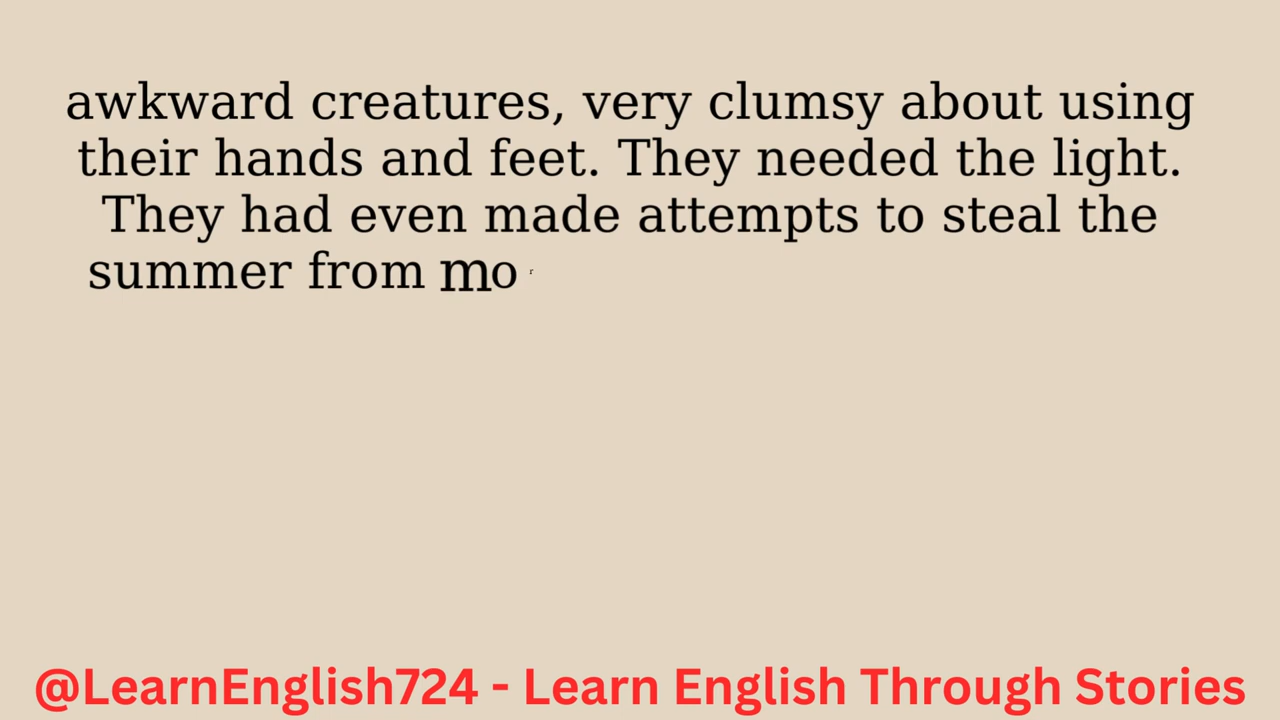 awkward creatures, very clumsy about using
their hands and feet. They needed the light.
They had even made attempts to steal the
summer from mor
@LearnEnglish724 - Learn English Through Stories